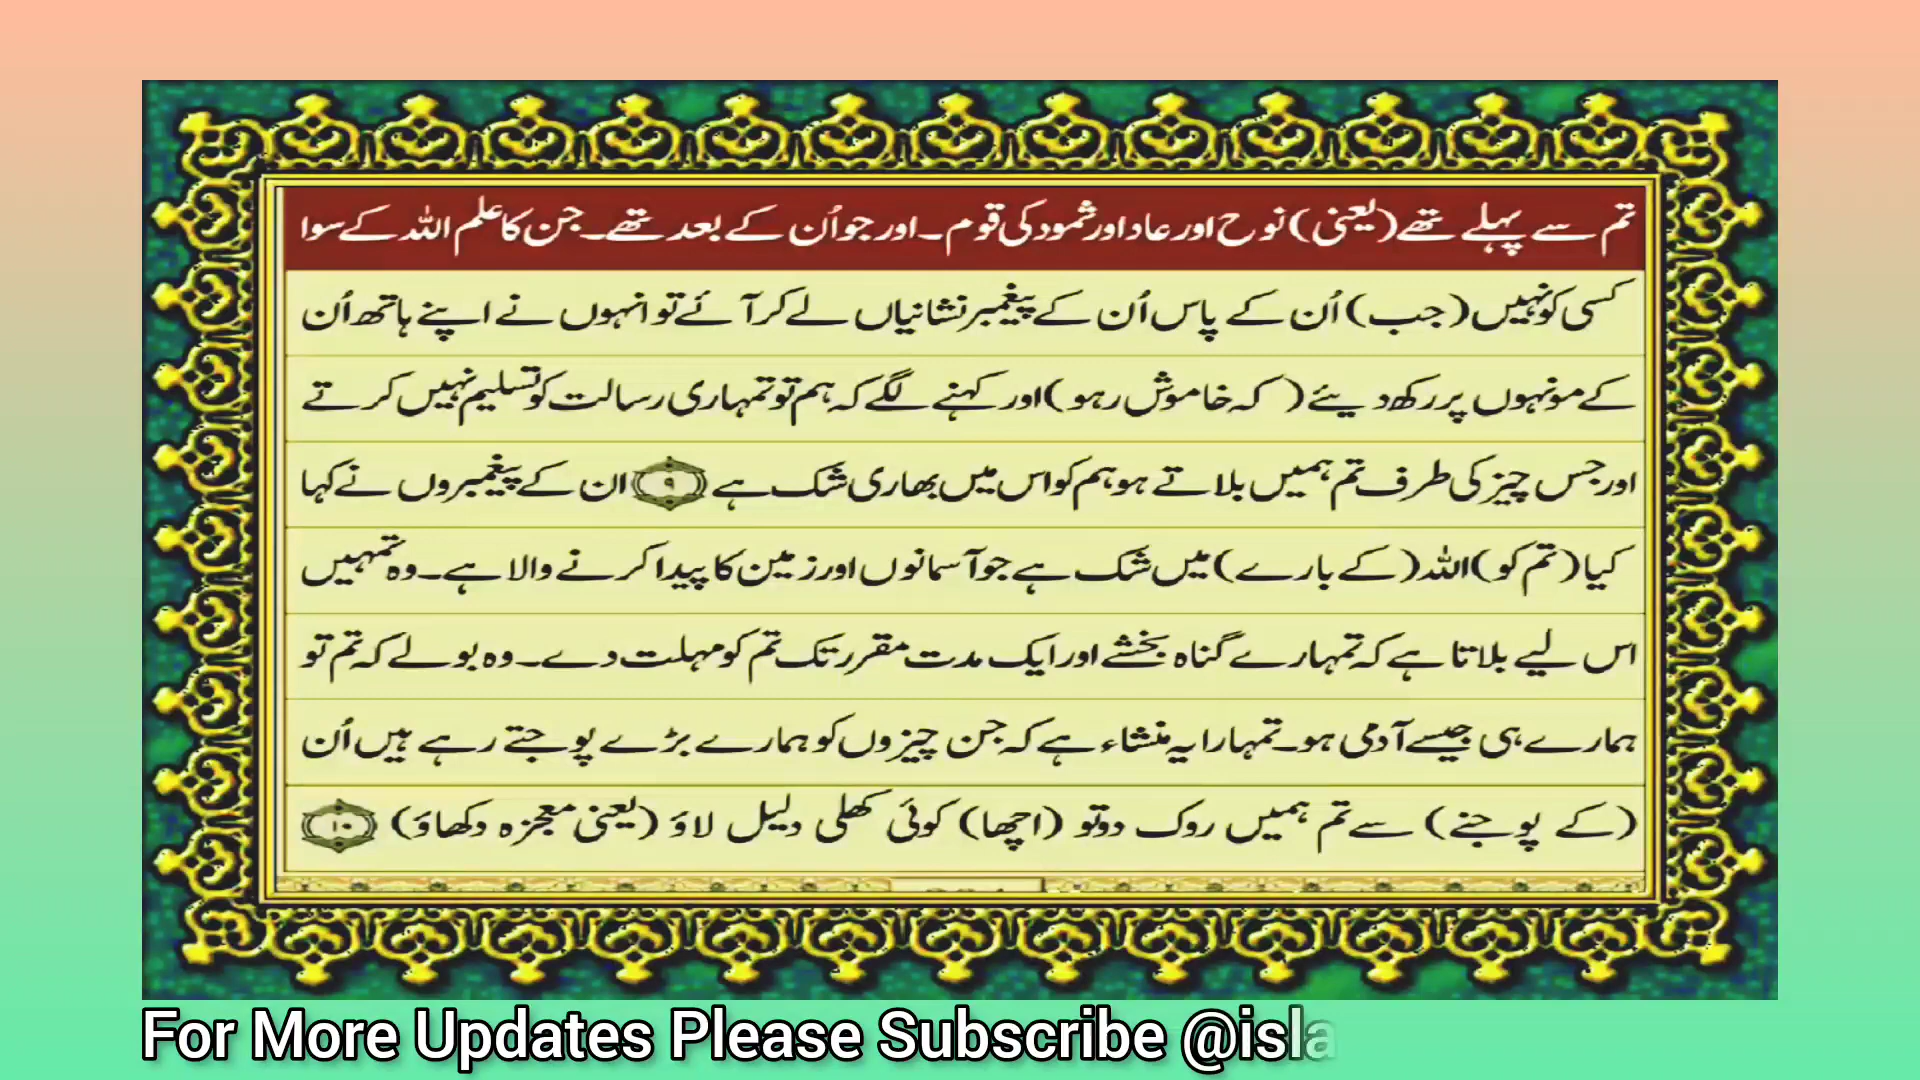 تم سے پہلے تھے (یعنی) نوح اور عاد اور ثمود کی قوم۔ اور جو اُن کے بعد تھے۔ جن کا علم اللہ کے سوا
کسی کو نہیں (جب) اُن کے پاس اُن کے پیغمبر نشانیاں لے کر آئے تو انہوں نے اپنے ہاتھ اُن
کے مونہوں پر رکھ دیئے (کہ خاموش رہو) اور کہنے لگے کہ ہم تو تمہاری رسالت کو تسلیم نہیں کرتے
اور جس چیز کی طرف تم ہمیں بلاتے ہو ہم کو اس میں بھاری شک ہے ۹ ان کے پیغمبروں نے کہا
کیا (تم کو) اللہ (کے بارے) میں شک ہے جو آسمانوں اور زمین کا پیدا کرنے والا ہے۔ وہ تمہیں
اس لیے بلاتا ہے کہ تمہارے گناہ بخشے اور ایک مدت مقرر تک تم کو مہلت دے۔ وہ بولے کہ تم تو
ہمارے ہی جیسے آدمی ہو۔ تمہارا یہ منشاء ہے کہ جن چیزوں کو ہمارے بڑے پوجتے رہے ہیں اُن
(کے پوجنے) سے تم ہمیں روک دو تو (اچھا) کوئی کھلی دلیل لاؤ (یعنی معجزہ دکھاؤ) ۱۰
For More Updates Please Subscribe @isla